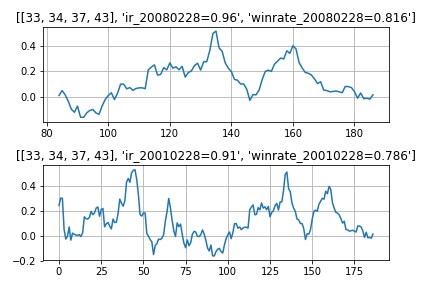 [[33, 34, 37, 43], 'ir_20080228=0.96', 'winrate_20080228=0.816']
0.4
0.2
0.0
80 100 120 140 160 180
[[33, 34, 37, 43], 'ir_20010228=0.91', 'winrate_20010228=0.786']
0.4
0.2
0.0
−0.2
0 25 50 75 100 125 150 175